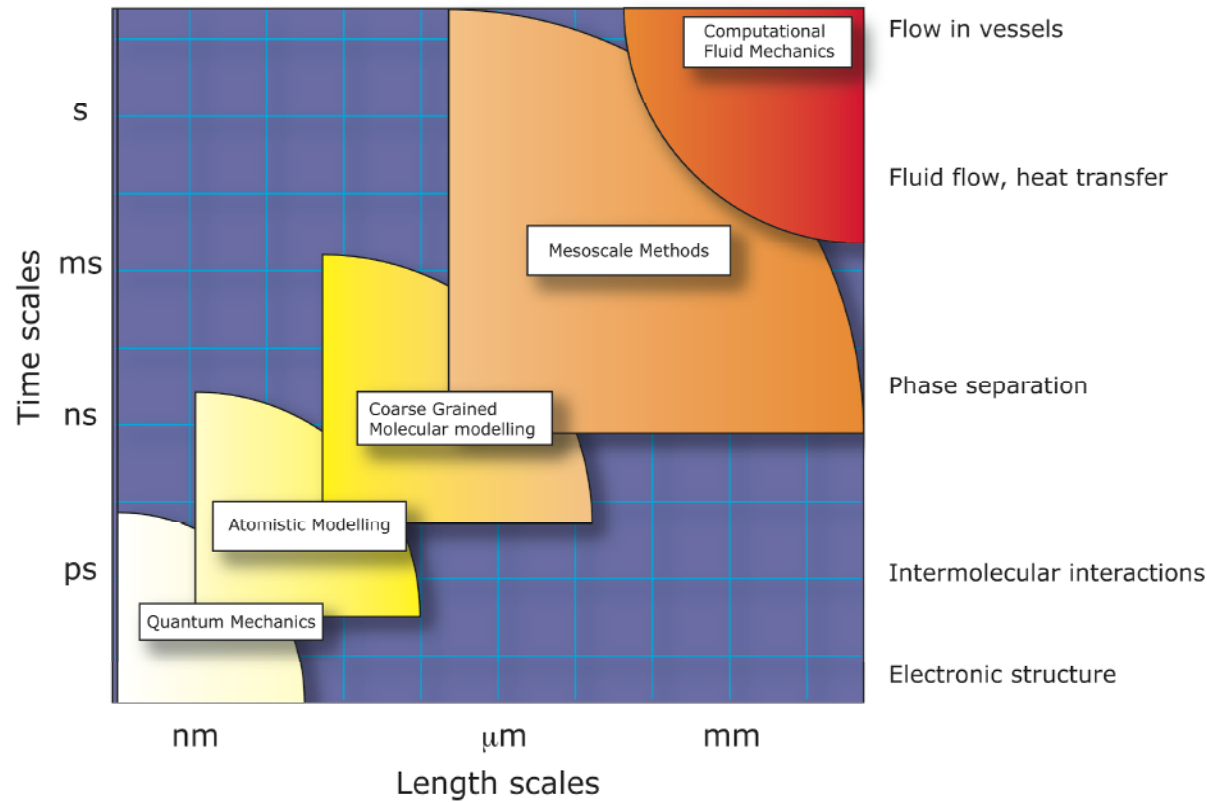 Computational
Fluid Mechanics
Flow in vessels
s
Fluid flow, heat transfer
Mesoscale Methods
ms
Time scales
Phase separation
Coarse Grained
Molecular modelling
ns
Atomistic Modelling
ps
Intermolecular interactions
Quantum Mechanics
Electronic structure
nm
μm
mm
Length scales